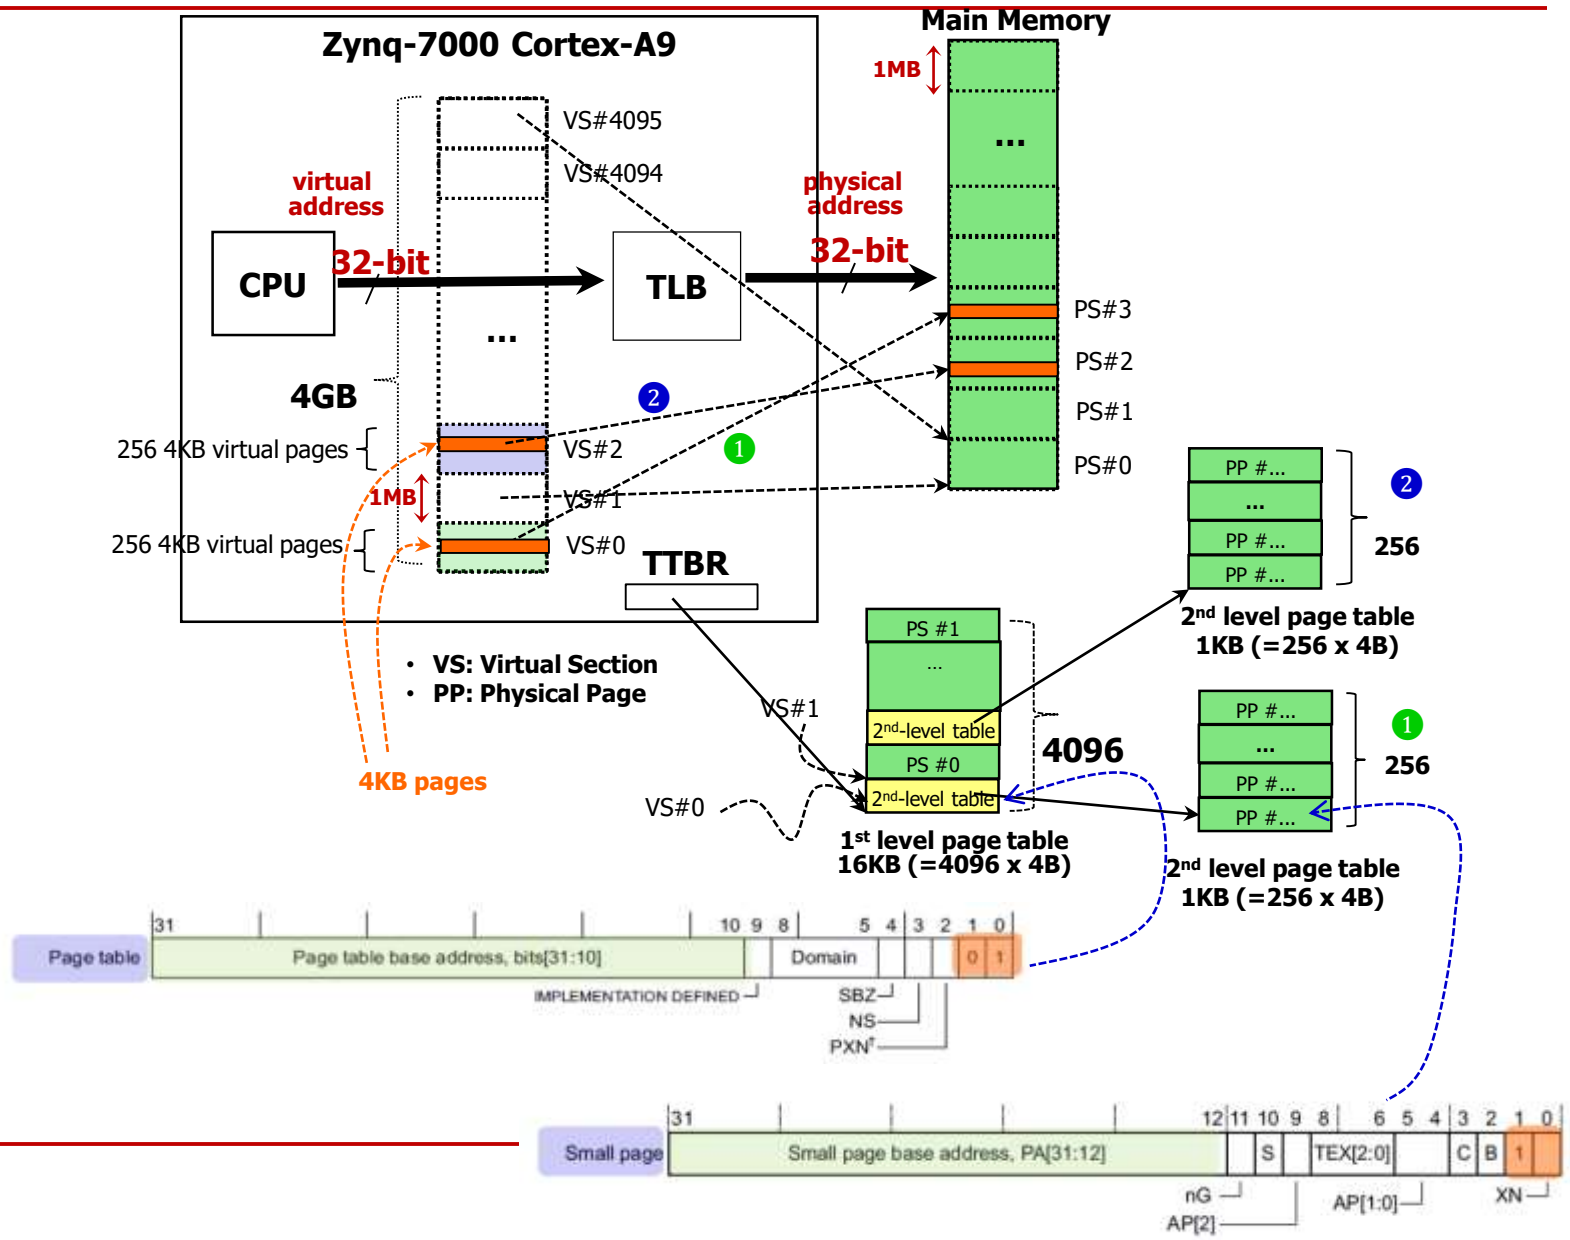 Zynq-7000 Cortex-A9
Main Memory
1MB
VS#4095
VS#4094
...
virtual
address
physical
address
32-bit
32-bit
CPU
TLB
...
PS#3
PS#2
PS#1
PS#0
4GB
2
1
256 4KB virtual pages
VS#2
1MB
VS#1
256 4KB virtual pages
VS#0
TTBR
PP #...
...
PP #...
PP #...
2
256
2nd level page table
1KB (=256 x 4B)
• VS: Virtual Section
• PP: Physical Page
4KB pages
VS#1
VS#0
PS #1
...
2nd-level table
PS #0
2nd-level table
4096
1st level page table
16KB (=4096 x 4B)
PP #...
...
PP #...
PP #...
1
256
2nd level page table
1KB (=256 x 4B)
31 10 9 8 5 4 3 2 1 0
Page table Page table base address, bits[31:10] Domain 0 1
IMPLEMENTATION DEFINED
SBZ
NS
PXN†
31 12 11 10 9 8 6 5 4 3 2 1 0
Small page Small page base address, PA[31:12] S TEX[2:0] C B 1
nG
AP[2]
AP[1:0]
XN